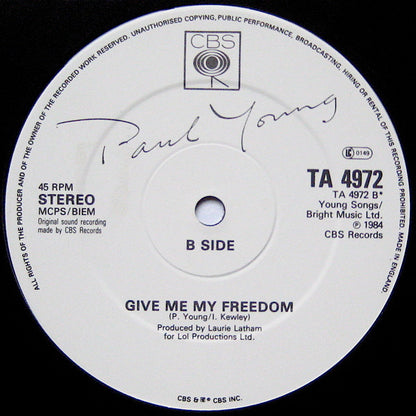 ALL RIGHTS OF THE PRODUCER AND OF THE OWNER OF THE RECORDED WORK RESERVED. UNAUTHORISED COPYING, PUBLIC PERFORMANCE, BROADCASTING, HIRING OR RENTAL OF THIS RECORDING PROHIBITED. MADE IN ENGLAND.
CBS
Paul Young
0149
45 RPM
STEREO
MCPS/BIEM
Original sound recording
made by CBS Records
TA 4972
TA 4972 B*
Young Songs/
Bright Music Ltd.
℗ 1984
CBS Records
B SIDE
GIVE ME MY FREEDOM
(P. Young/I. Kewley)
Produced by Laurie Latham
for Lol Productions Ltd.
CBS & ® CBS INC.